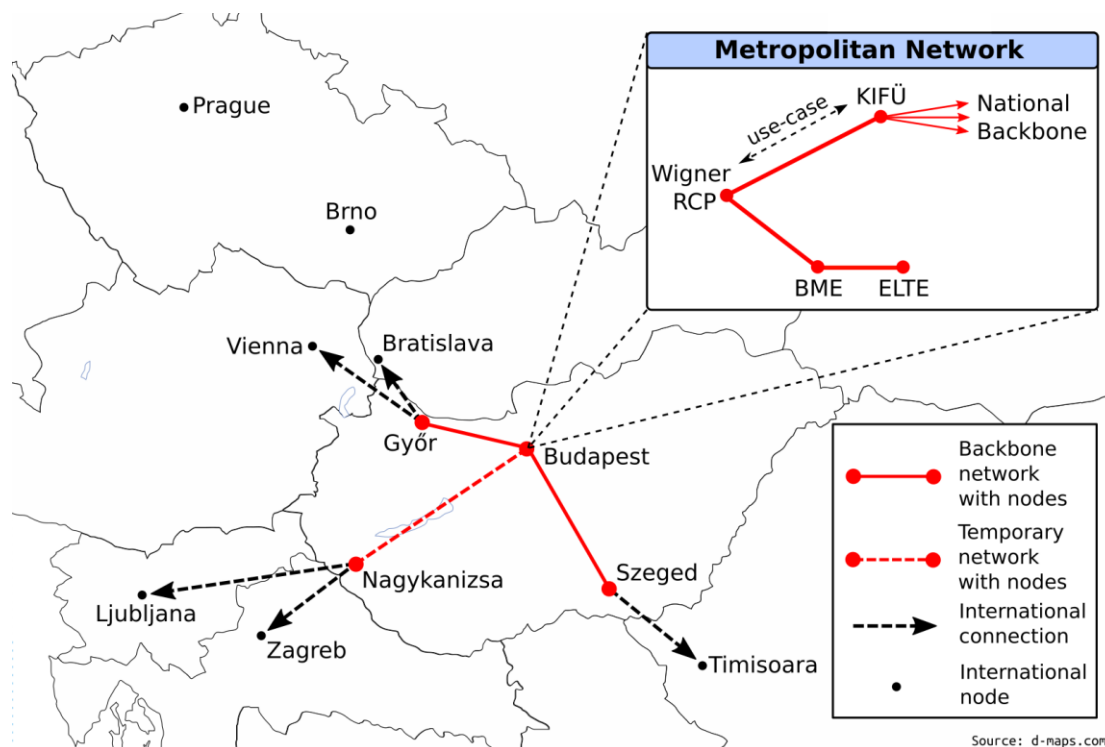 Metropolitan Network
KIFÜ
National
Backbone
use-case
Wigner
RCP
BME
ELTE
Prague
Brno
Vienna
Bratislava
Győr
Budapest
Nagykanizsa
Szeged
Ljubljana
Zagreb
Timisoara
Backbone
network
with nodes
Temporary
network
with nodes
International
connection
International
node
Source: d-maps.com